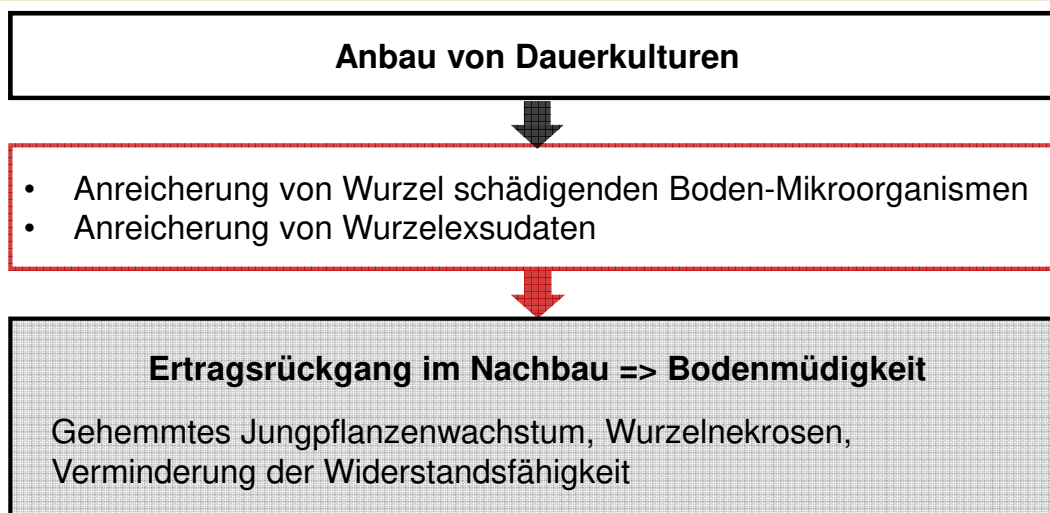 Anbau von Dauerkulturen
• Anreicherung von Wurzel schädigenden Boden-Mikroorganismen
• Anreicherung von Wurzelexsudaten
Ertragsrückgang im Nachbau => Bodenmüdigkeit
Gehemmtes Jungpflanzenwachstum, Wurzelnekrosen,
Verminderung der Widerstandsfähigkeit